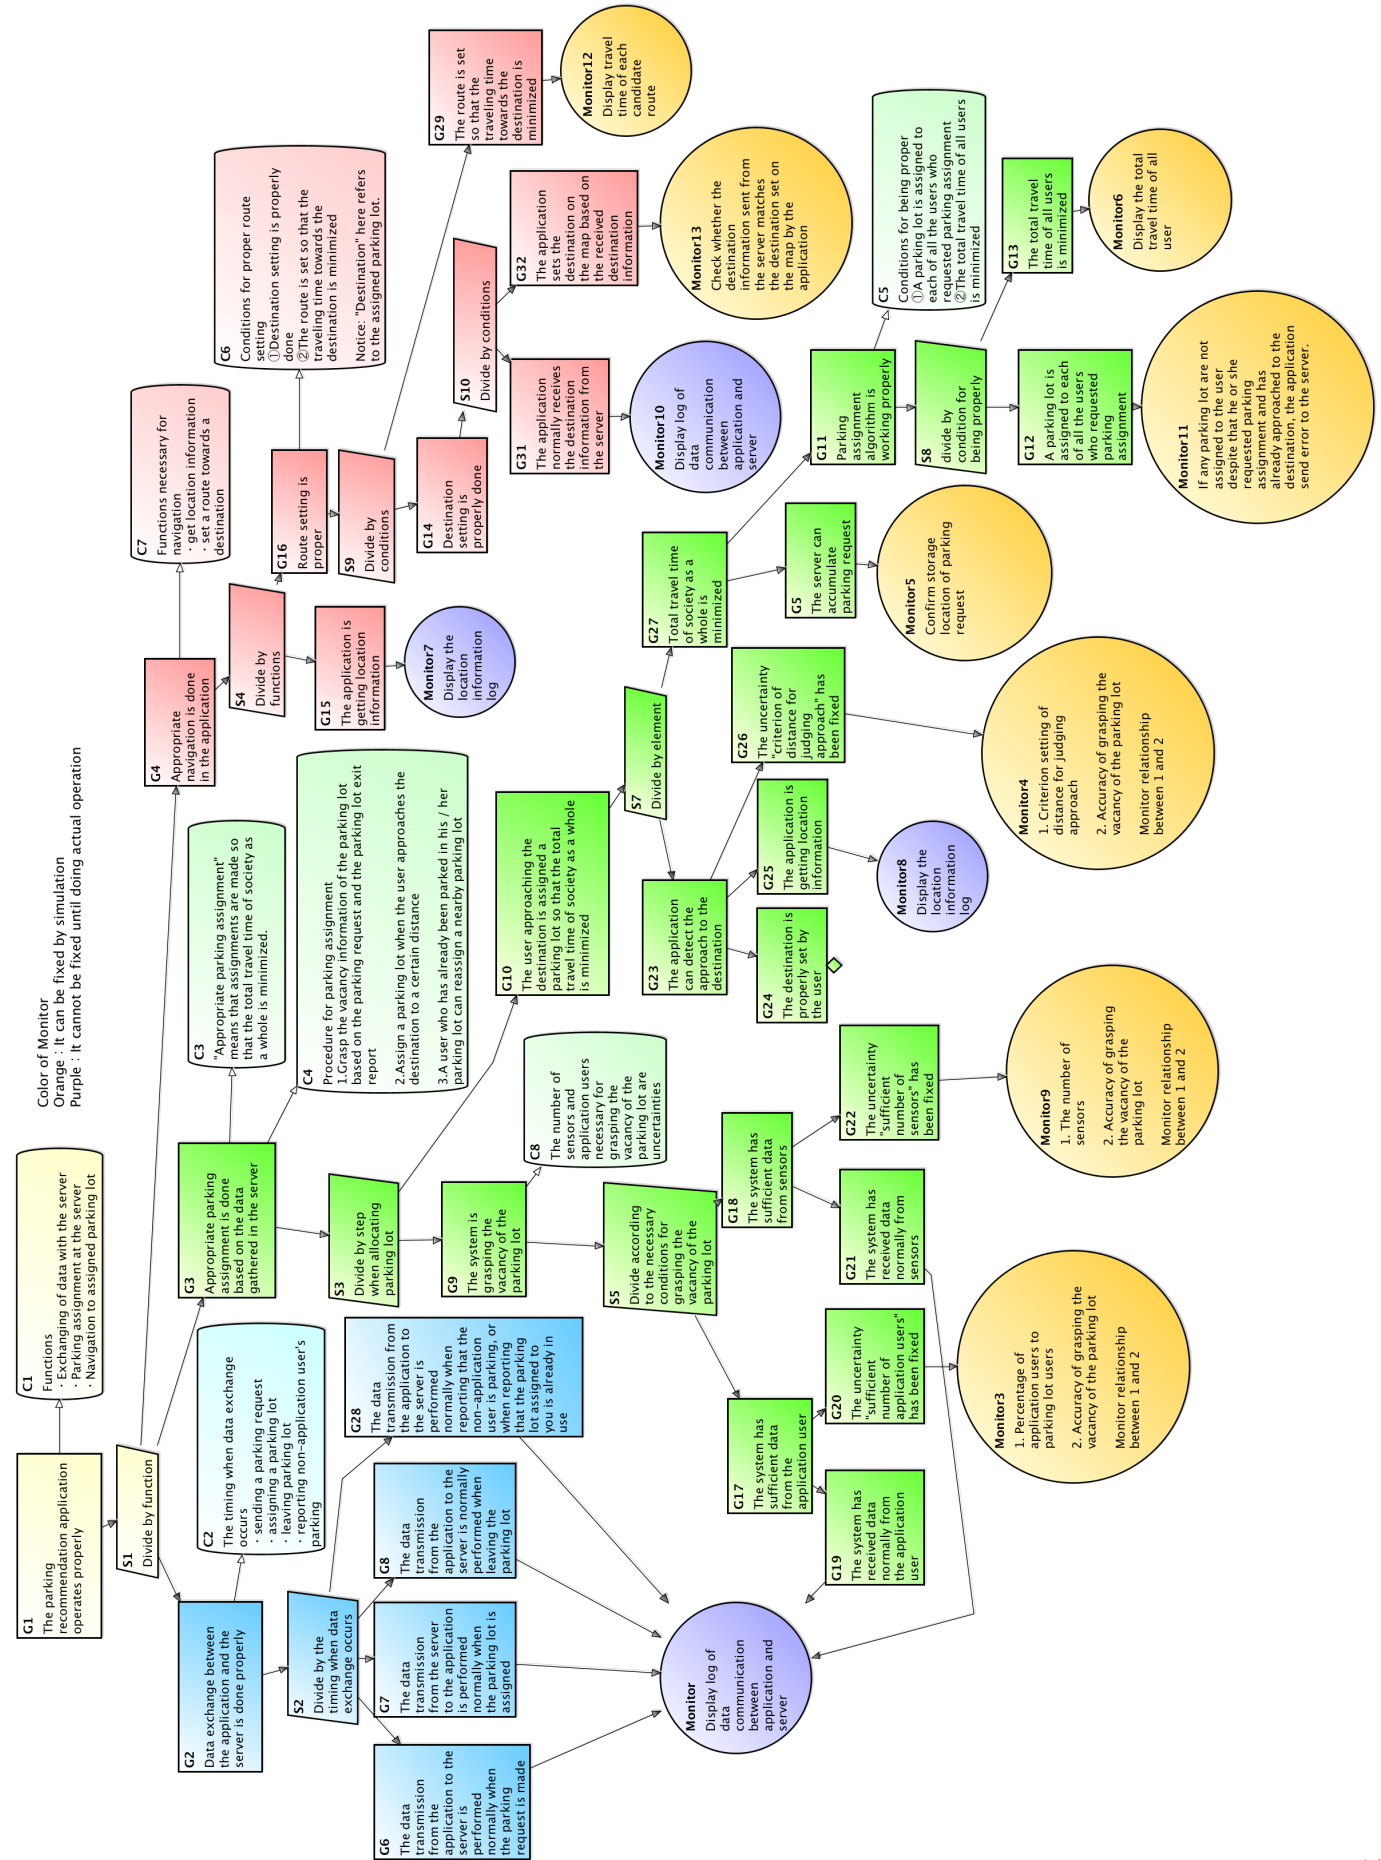 Color of Monitor
Orange : It can be fixed by simulation
Purple : It cannot be fixed until doing actual operation
G1
The parking
recommendation application
operates properly
C1
Functions
・Exchanging of data with the server
・Parking assignment at the server
・Navigation to assigned parking lot
S1
Divide by function
G2
Data exchange between
the application and the
server is done properly
C2
The timing when data exchange
occurs
・sending a parking request
・assigning a parking lot
・leaving parking lot
・reporting non-application user's
parking
S2
Divide by the
timing when data
exchange occurs
G6
The data
transmission
from the
application to the
server is
performed
normally when
the parking
request is made
G7
The data
transmission
from the server
to the application
is performed
normally when
the parking lot is
assigned
G8
The data
transmission
from the
application to the
server is normally
performed when
leaving the
parking lot
G28
The data
transmission from
the application to
the server is
performed
normally when
reporting that the
non-application
user is parking, or
when reporting
that the parking
lot assigned to
you is already in
use
Monitor
Display log of
data
communication
between
application and
server
G3
Appropriate parking
assignment is done
based on the data
gathered in the server
C3
"Appropriate parking assignment"
means that assignments are made so
that the total travel time of society as
a whole is minimized.
C4
Procedure for parking assignment
1.Grasp the vacancy information of the parking lot
based on the parking request and the parking lot exit
report
2.Assign a parking lot when the user approaches the
destination to a certain distance
3.A user who has already been parked in his / her
parking lot can reassign a nearby parking lot
S3
Divide by step
when allocating
parking lot
G9
The system is
grasping the
vacancy of the
parking lot
C8
The number of
sensors and
application users
necessary for
grasping the
vacancy of the
parking lot are
uncertainties
S5
Divide according
to the necessary
conditions for
grasping the
vacancy of the
parking lot
G17
The system has
sufficient data
from the
application user
G19
The system has
received data
normally from
the application
user
G20
The uncertainty
"sufficient
number of
application users"
has been fixed
Monitor3
1. Percentage of
application users to
parking lot users
2. Accuracy of grasping the
vacancy of the parking lot
Monitor relationship
between 1 and 2
G18
The system has
sufficient data
from sensors
G21
The system has
received data
normally from
sensors
G22
The uncertainty
"sufficient
number of
sensors" has
been fixed
Monitor9
1. The number of
sensors
2. Accuracy of grasping
the vacancy of the
parking lot
Monitor relationship
between 1 and 2
G10
The user approaching the
destination is assigned a
parking lot so that the total
travel time of society as a whole
is minimized
S7
Divide by element
G23
The application
can detect the
approach to the
destination
G24
The destination is
properly set by
the user
G25
The application is
getting location
information
Monitor8
Display the
location
information
log
G26
The uncertainty
"criterion of
distance for
judging
approach" has
been fixed
Monitor4
1. Criterion setting of
distance for judging
approach
2. Accuracy of grasping the
vacancy of the parking lot
Monitor relationship
between 1 and 2
G27
Total travel time
of society as a
whole is
minimized
G5
The server can
accumulate
parking request
Monitor5
Confirm storage
location of parking
request
G11
Parking
assignment
algorithm is
working properly
C5
Conditions for being proper
①A parking lot is assigned to
each of all the users who
requested parking assignment
②The total travel time of all users
is minimized
S8
divide by
condition for
being properly
G12
A parking lot is
assigned to each
of all the users
who requested
parking
assignment
Monitor11
If any parking lot are not
assigned to the user
despite that he or she
requested parking
assignment and has
already approached to the
destination, the application
send error to the server.
G13
The total travel
time of all users
is minimized
Monitor6
Display the total
travel time of all
user
G4
Appropriate
navigation is done
in the application
C7
Functions necessary for
navigation
・get location information
・set a route towards a
destination
S4
Divide by
functions
G15
The application is
getting location
information
Monitor7
Display the
location
information
log
G16
Route setting is
proper
C6
Conditions for proper route
setting
①Destination setting is properly
done
②The route is set so that the
traveling time towards the
destination is minimized
Notice: "Destination" here refers
to the assigned parking lot.
S9
Divide by
conditions
G14
Destination
setting is
properly done
S10
Divide by conditions
G31
The application
normally receives
the destination
information from
the server
Monitor10
Display log of
data
communication
between
application and
server
G32
The application
sets the
destination on
the map based on
the received
destination
information
Monitor13
Check whether the
destination
information sent from
the server matches
the destination set on
the map by the
application
G29
The route is set
so that the
traveling time
towards the
destination is
minimized
Monitor12
Display travel
time of each
candidate
route